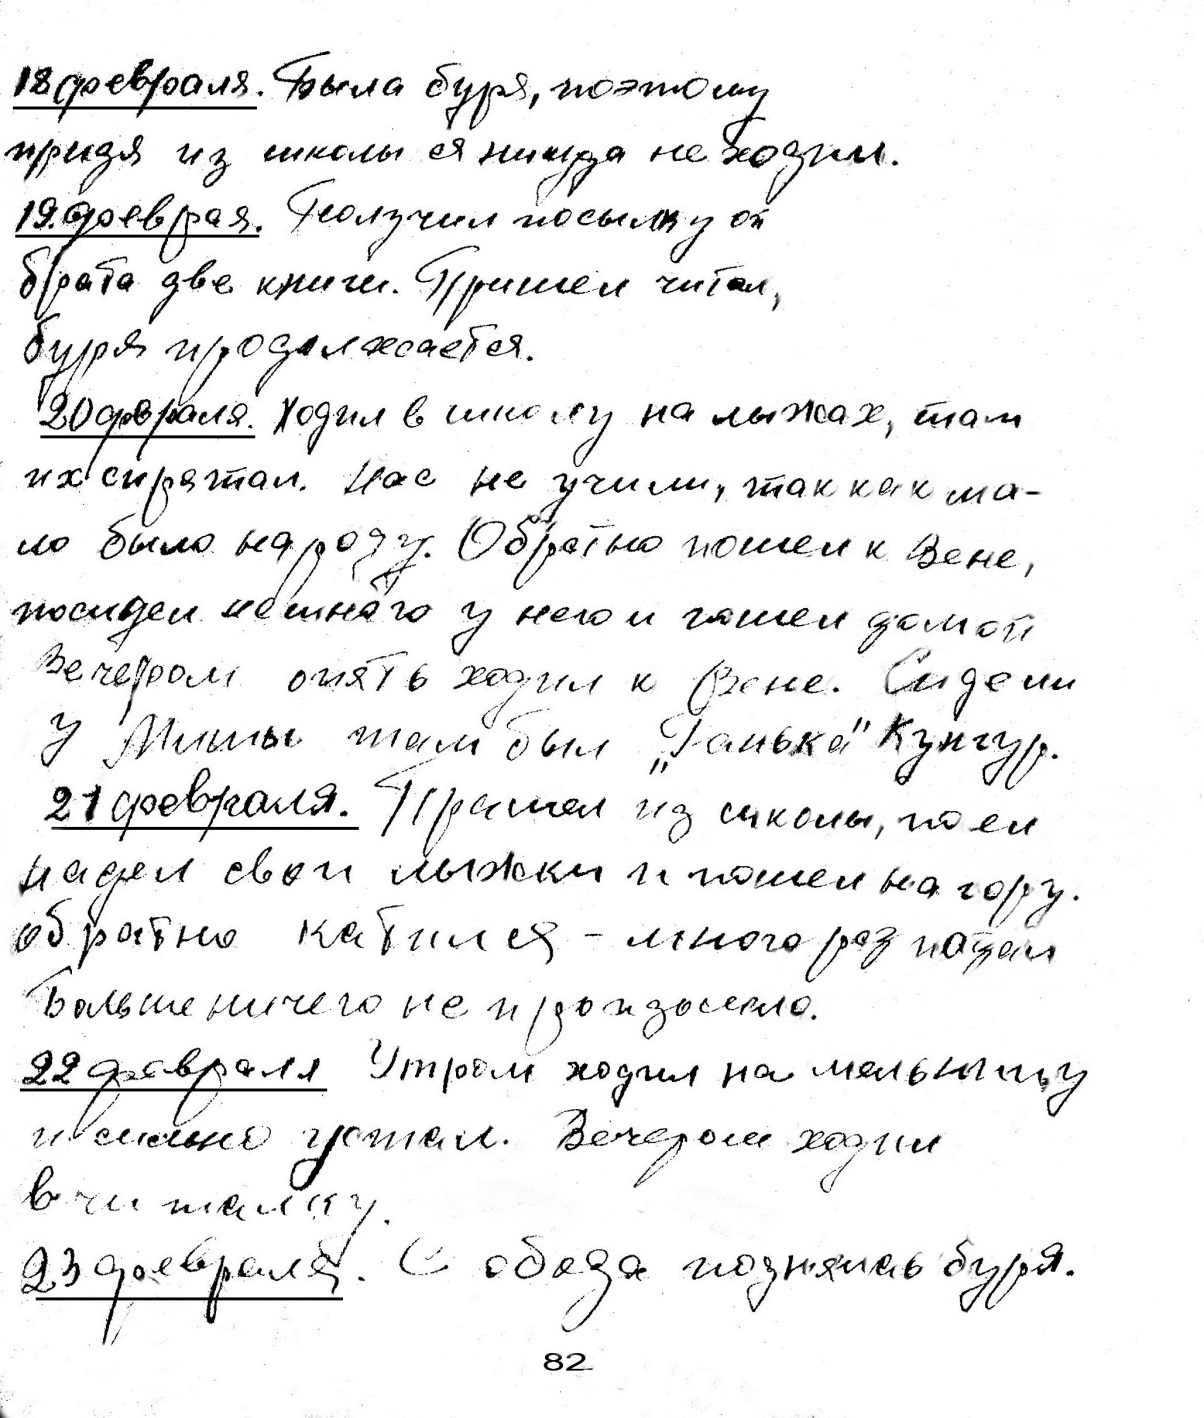 18 февраля. Была буря, поэтому
придя из школы я никуда не ходил.
19. феврая. Получил посылку от
брата две книги. Пришел читал,
буря продолжается.
20 февраля. Ходил в школу на лыжах, там
их спрятал. Нас не учили, так как ма-
ло было народу. Обратно пошел к Вене,
посидел немного у него и пошел домой
Вечером опять ходил к Вене. Сидели
у Миши там был „Ганька" Кунгур.
21 февраля. Пришел из школы, поел
надел свои лыжки и пошел на гору.
обратно катился - много раз падал
Больше ничего не произошло.
22 февраля Утром ходил на мельницу
и сильно устал. Вечером ходил
в читалку.
23 февраля. С обеда поднялась буря.
82